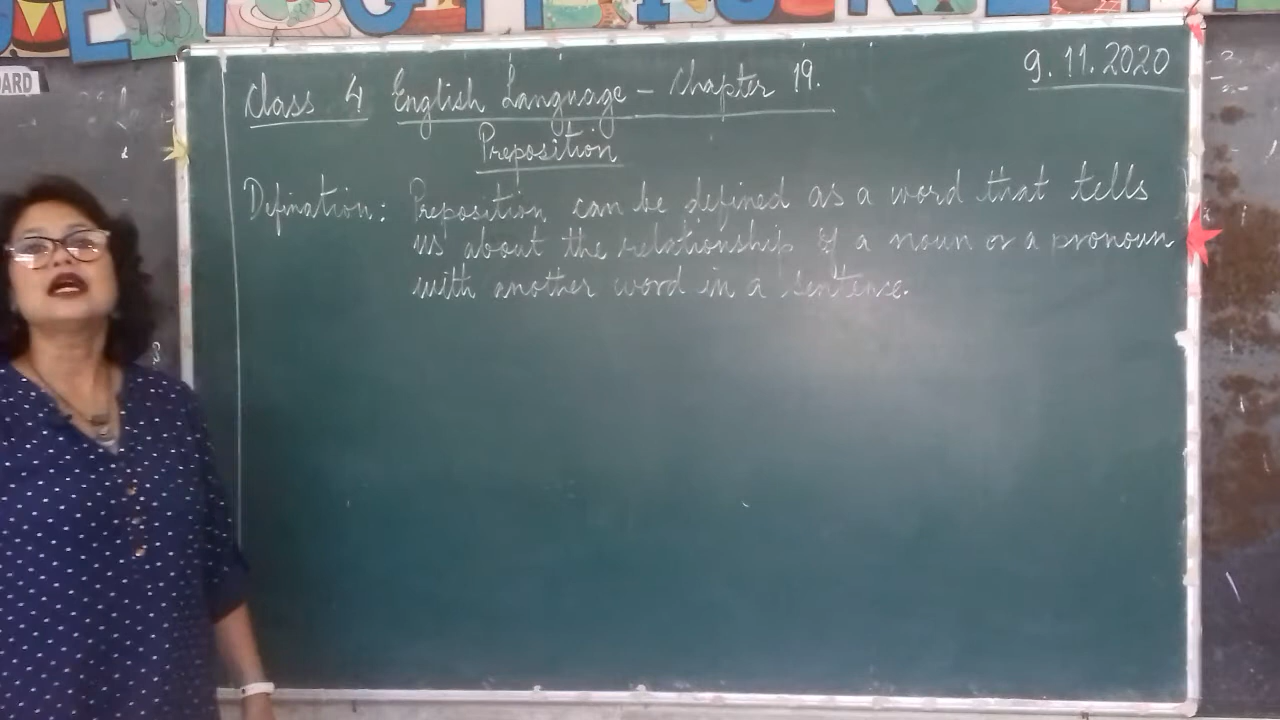 ARD
Class 4 English Language - Chapter 19.
9.11.2020
Preposition
Defination: Preposition can be defined as a word that tells
us about the relationship of a noun or a pronoun
with another word in a sentence.